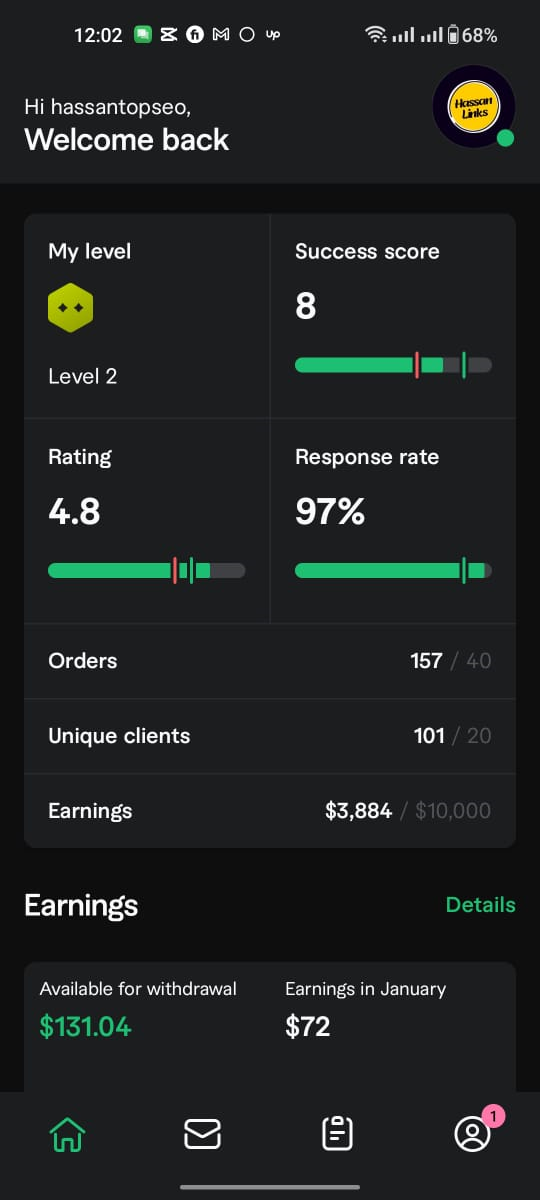 12:02
up
68%
Hi hassantopseo,
Welcome back
Hassan
Links
My level
Level 2
Success score
8
Rating
4.8
Response rate
97%
Orders
157 / 40
Unique clients
101 / 20
Earnings
$3,884 / $10,000
Earnings
Details
Available for withdrawal
$131.04
Earnings in January
$72
1